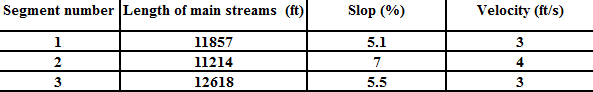 Segment number Length of main streams (ft) Slop (%) Velocity (ft/s)
1 11857 5.1 3
2 11214 7 4
3 12618 5.5 3